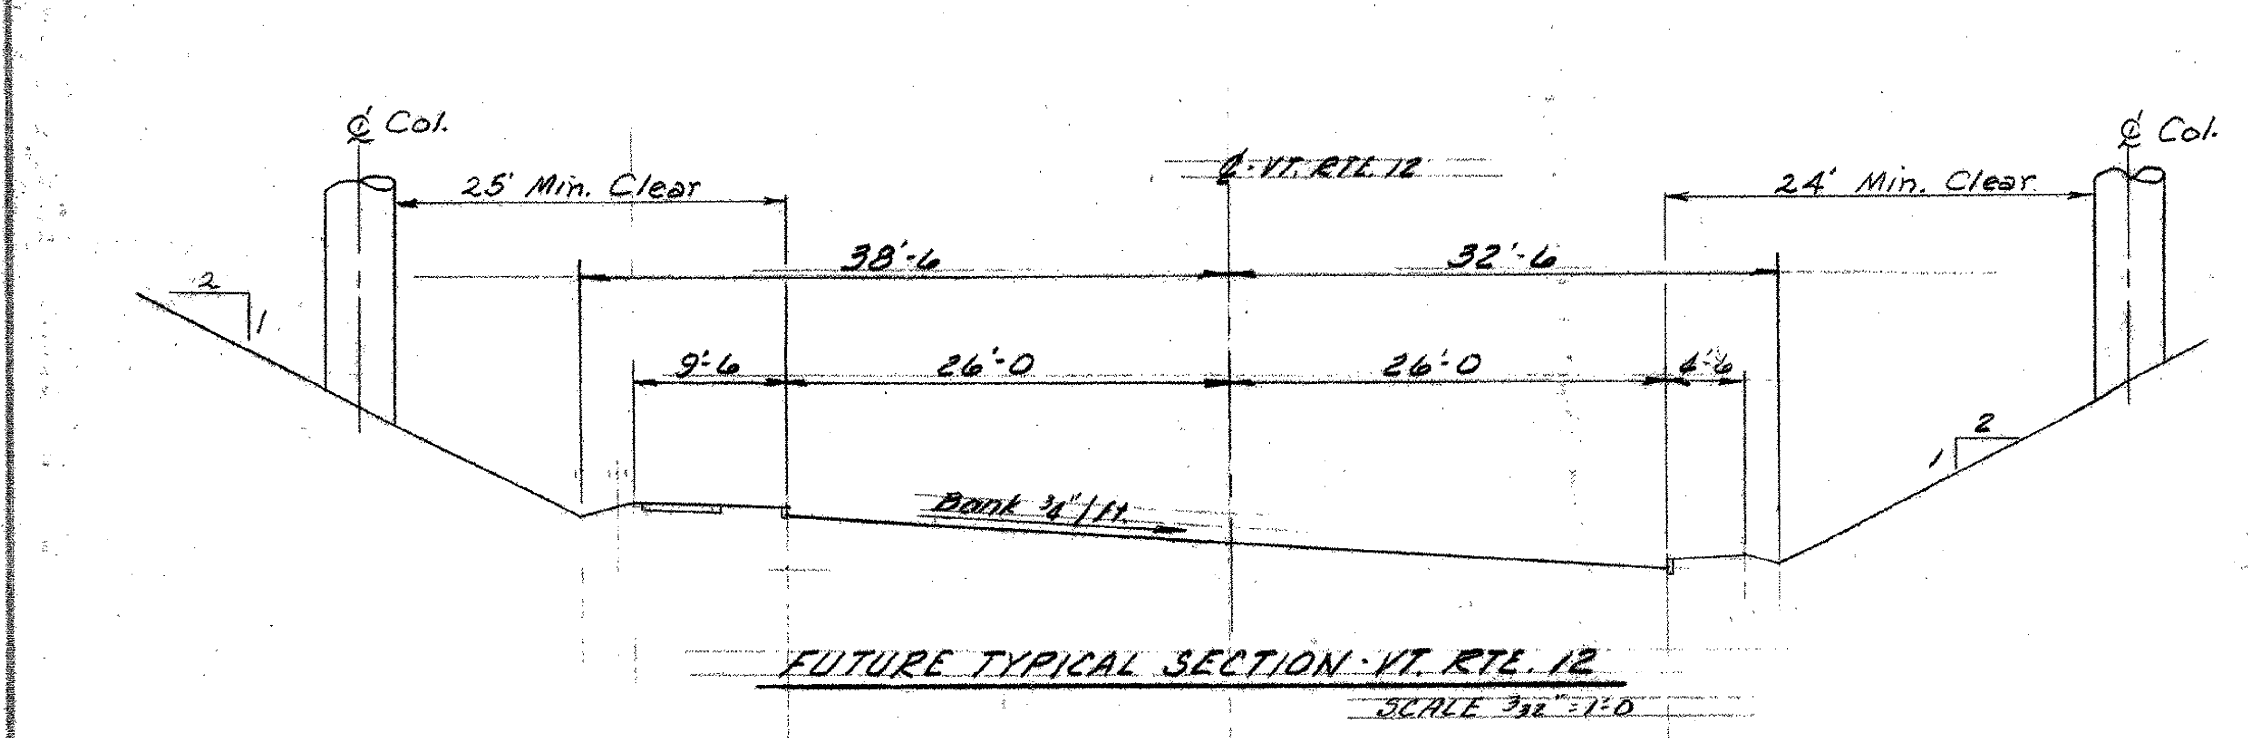 ℄ Col.
℄ Col.
25' Min. Clear
℄ - VT. RTE 12
24' Min. Clear
38'-6
32'-6
2
1
9'-6
26'-0
26'-0
4'-6
2
1
Bank 3/4"/ft.
FUTURE TYPICAL SECTION - VT. RTE. 12
SCALE 3/32" = 1'-0